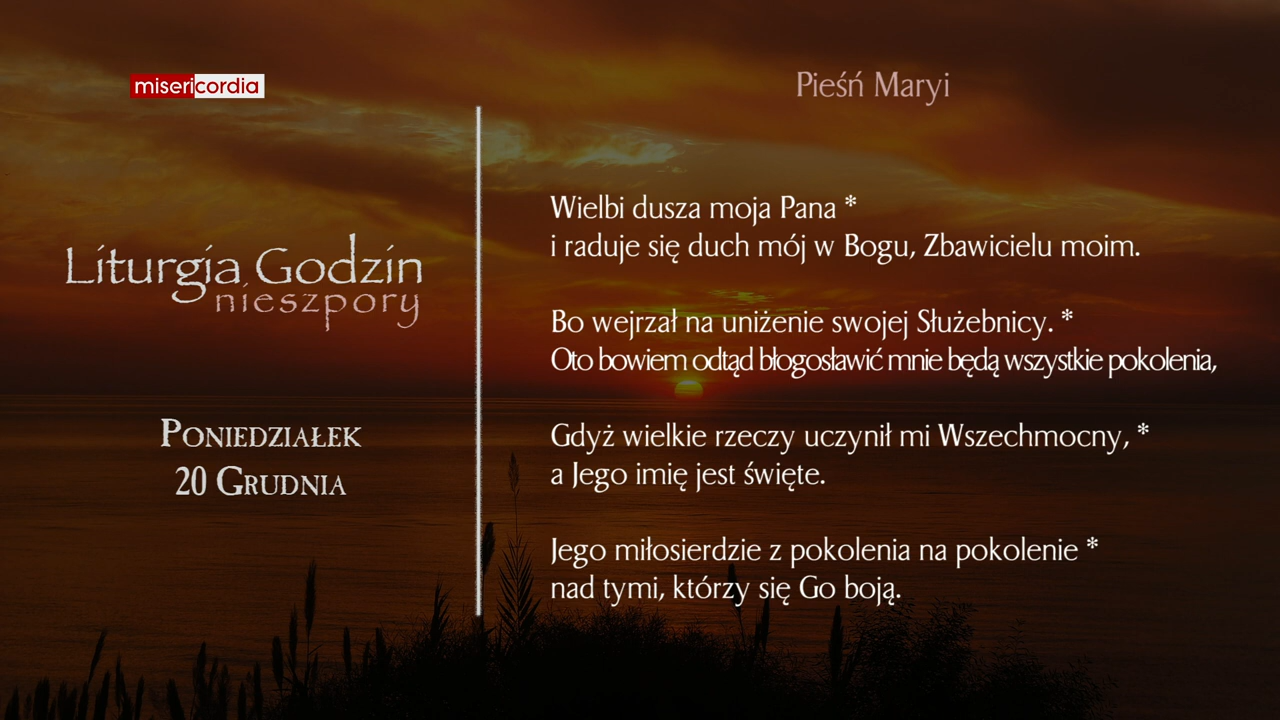 misericordia
Liturgia Godzin
nieszpory
Poniedziałek
20 Grudnia
Pieśń Maryi
Wielbi dusza moja Pana *
i raduje się duch mój w Bogu, Zbawicielu moim.
Bo wejrzał na uniżenie swojej Służebnicy. *
Oto bowiem odtąd błogosławić mnie będą wszystkie pokolenia,
Gdyż wielkie rzeczy uczynił mi Wszechmocny, *
a Jego imię jest święte.
Jego miłosierdzie z pokolenia na pokolenie *
nad tymi, którzy się Go boją.